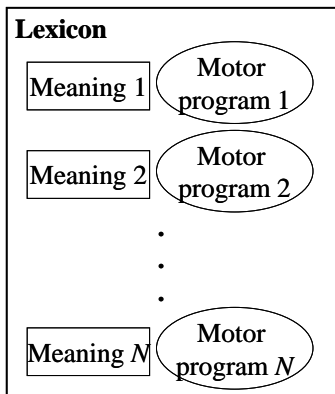 Lexicon
Meaning 1
Motor
program 1
Meaning 2
Motor
program 2
.
.
.
Meaning N
Motor
program N